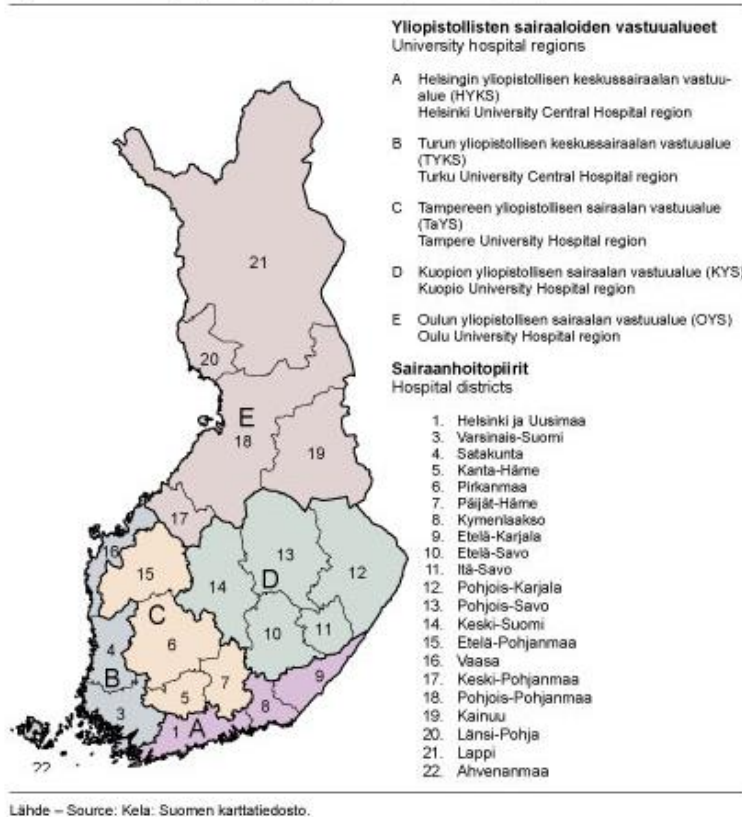 Yliopistollisten sairaaloiden vastuualueet
University hospital regions
A Helsingin yliopistollisen keskussairaalan vastuu-
alue (HYKS)
Helsinki University Central Hospital region
B Turun yliopistollisen keskussairaalan vastuualue
(TYKS)
Turku University Central Hospital region
C Tampereen yliopistollisen sairaalan vastuualue
(TaYS)
Tampere University Hospital region
D Kuopion yliopistollisen sairaalan vastuualue (KYS)
Kuopio University Hospital region
E Oulun yliopistollisen sairaalan vastuualue (OYS)
Oulu University Hospital region
Sairaanhoitopiirit
Hospital districts
1. Helsinki ja Uusimaa
3. Varsinais-Suomi
4. Satakunta
5. Kanta-Häme
6. Pirkanmaa
7. Päijät-Häme
8. Kymenlaakso
9. Etelä-Karjala
10. Etelä-Savo
11. Itä-Savo
12. Pohjois-Karjala
13. Pohjois-Savo
14. Keski-Suomi
15. Etelä-Pohjanmaa
16. Vaasa
17. Keski-Pohjanmaa
18. Pohjois-Pohjanmaa
19. Kainuu
20. Länsi-Pohja
21. Lappi
22. Ahvenanmaa
21
20
E
18
19
17
16
15
13
12
14
D
C
4
6
10
11
B
7
9
5
3
8
1 A
22
Lähde – Source: Kela: Suomen karttatiedosto.